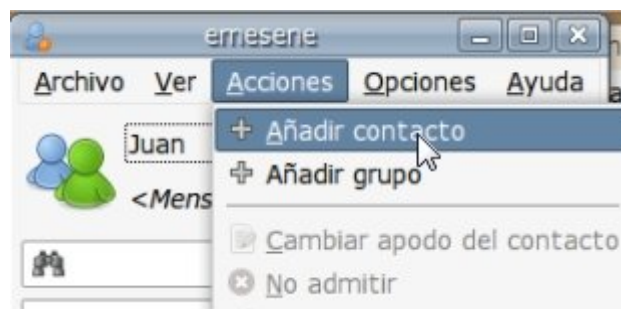 emesene
Archivo Ver Acciones Opciones Ayuda
Juan
<Mens
Añadir contacto
Añadir grupo
Cambiar apodo del contacto
No admitir